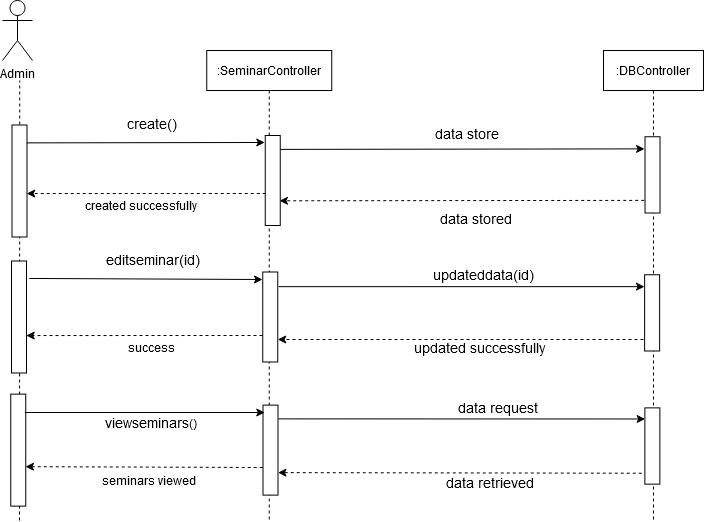 Admin
:SeminarController
:DBController
create()
data store
created successfully
data stored
editseminar(id)
updateddata(id)
success
updated successfully
viewseminars()
data request
seminars viewed
data retrieved